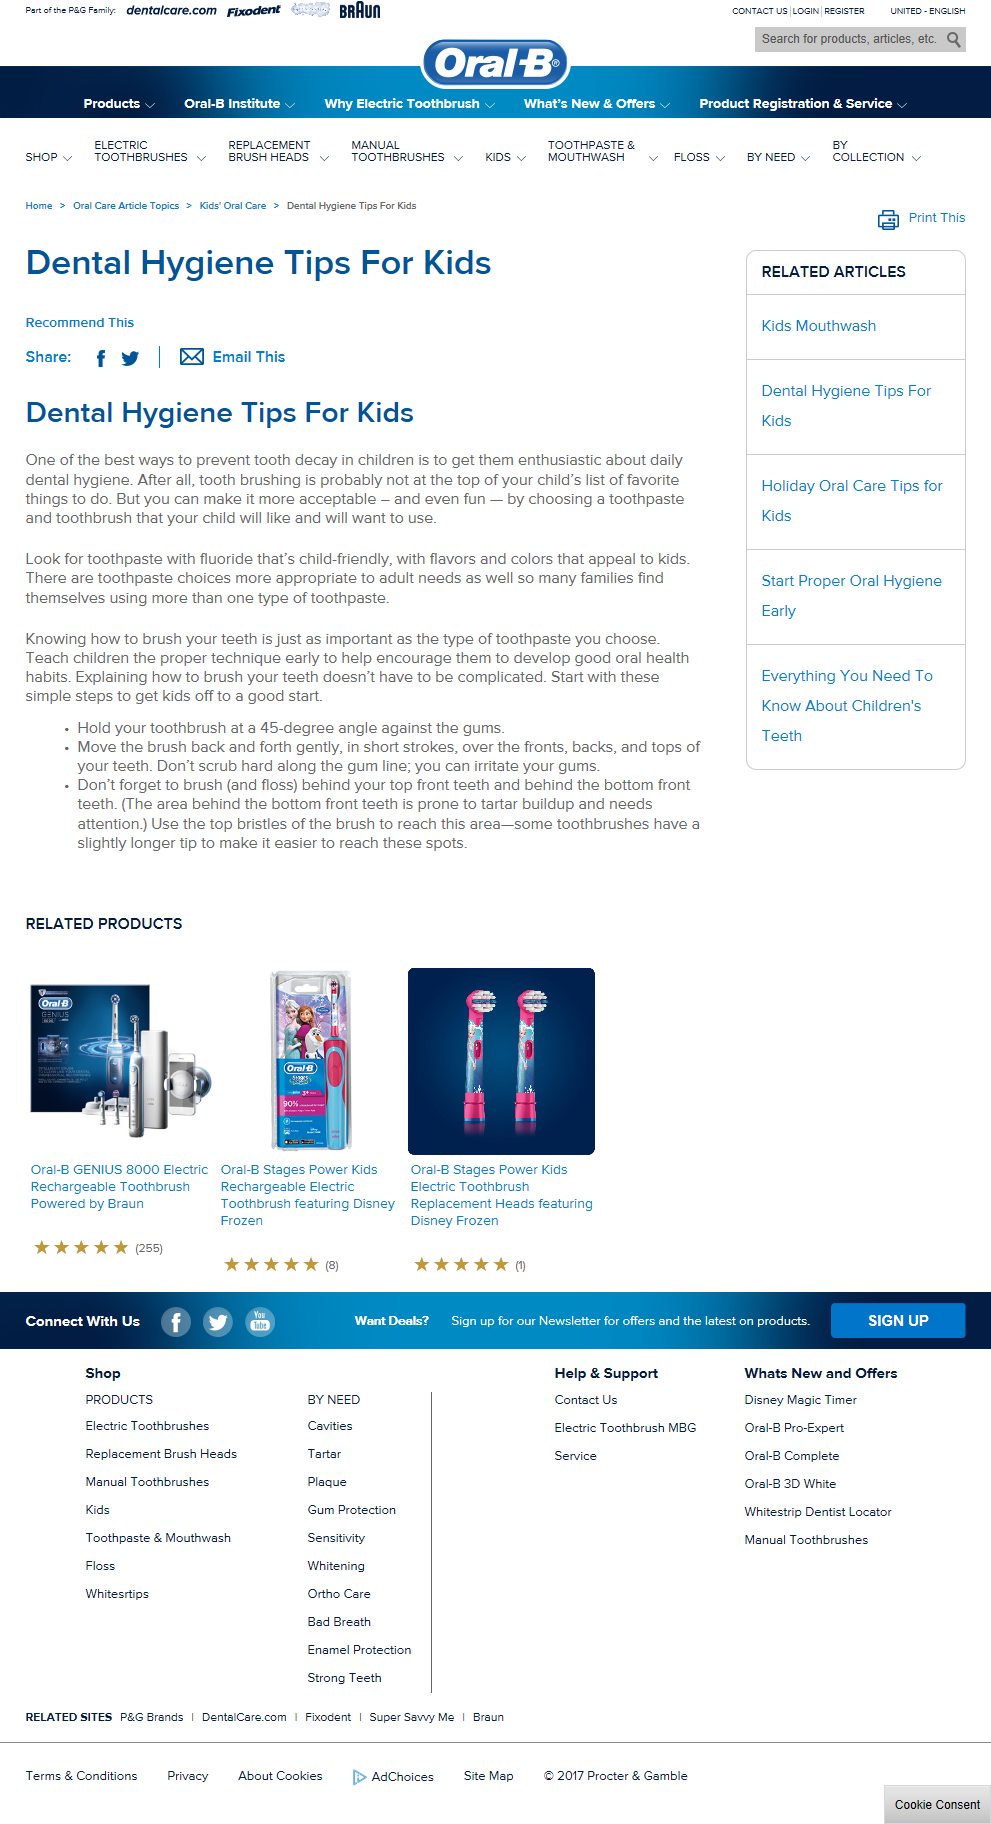 Part of the P&G Family: dentalcare.com Fixodent BRAUN
CONTACT US | LOGIN | REGISTER UNITED - ENGLISH
Search for products, articles, etc.
Oral-B®
Products Oral-B Institute Why Electric Toothbrush What's New & Offers Product Registration & Service
SHOP ELECTRIC TOOTHBRUSHES REPLACEMENT BRUSH HEADS MANUAL TOOTHBRUSHES KIDS TOOTHPASTE & MOUTHWASH FLOSS BY NEED BY COLLECTION
Home > Oral Care Article Topics > Kids' Oral Care > Dental Hygiene Tips For Kids
Print This
Dental Hygiene Tips For Kids
Recommend This
Share: Email This
Dental Hygiene Tips For Kids
One of the best ways to prevent tooth decay in children is to get them enthusiastic about daily
dental hygiene. After all, tooth brushing is probably not at the top of your child's list of favorite
things to do. But you can make it more acceptable – and even fun — by choosing a toothpaste
and toothbrush that your child will like and will want to use.
Look for toothpaste with fluoride that's child-friendly, with flavors and colors that appeal to kids.
There are toothpaste choices more appropriate to adult needs as well so many families find
themselves using more than one type of toothpaste.
Knowing how to brush your teeth is just as important as the type of toothpaste you choose.
Teach children the proper technique early to help encourage them to develop good oral health
habits. Explaining how to brush your teeth doesn't have to be complicated. Start with these
simple steps to get kids off to a good start.
• Hold your toothbrush at a 45-degree angle against the gums.
• Move the brush back and forth gently, in short strokes, over the fronts, backs, and tops of
your teeth. Don't scrub hard along the gum line; you can irritate your gums.
• Don't forget to brush (and floss) behind your top front teeth and behind the bottom front
teeth. (The area behind the bottom front teeth is prone to tartar buildup and needs
attention.) Use the top bristles of the brush to reach this area—some toothbrushes have a
slightly longer tip to make it easier to reach these spots.
RELATED ARTICLES
Kids Mouthwash
Dental Hygiene Tips For
Kids
Holiday Oral Care Tips for
Kids
Start Proper Oral Hygiene
Early
Everything You Need To
Know About Children's
Teeth
RELATED PRODUCTS
Oral-B
GENIUS
Oral-B
Stages
3+
90%
Oral-B GENIUS 8000 Electric
Rechargeable Toothbrush
Powered by Braun
(255)
Oral-B Stages Power Kids
Rechargeable Electric
Toothbrush featuring Disney
Frozen
(8)
Oral-B Stages Power Kids
Electric Toothbrush
Replacement Heads featuring
Disney Frozen
(1)
Connect With Us You Tube Want Deals? Sign up for our Newsletter for offers and the latest on products. SIGN UP
Shop
PRODUCTS
Electric Toothbrushes
Replacement Brush Heads
Manual Toothbrushes
Kids
Toothpaste & Mouthwash
Floss
Whitesrtips
BY NEED
Cavities
Tartar
Plaque
Gum Protection
Sensitivity
Whitening
Ortho Care
Bad Breath
Enamel Protection
Strong Teeth
Help & Support
Contact Us
Electric Toothbrush MBG
Service
Whats New and Offers
Disney Magic Timer
Oral-B Pro-Expert
Oral-B Complete
Oral-B 3D White
Whitestrip Dentist Locator
Manual Toothbrushes
RELATED SITES P&G Brands | DentalCare.com | Fixodent | Super Savvy Me | Braun
Terms & Conditions Privacy About Cookies AdChoices Site Map © 2017 Procter & Gamble
Cookie Consent